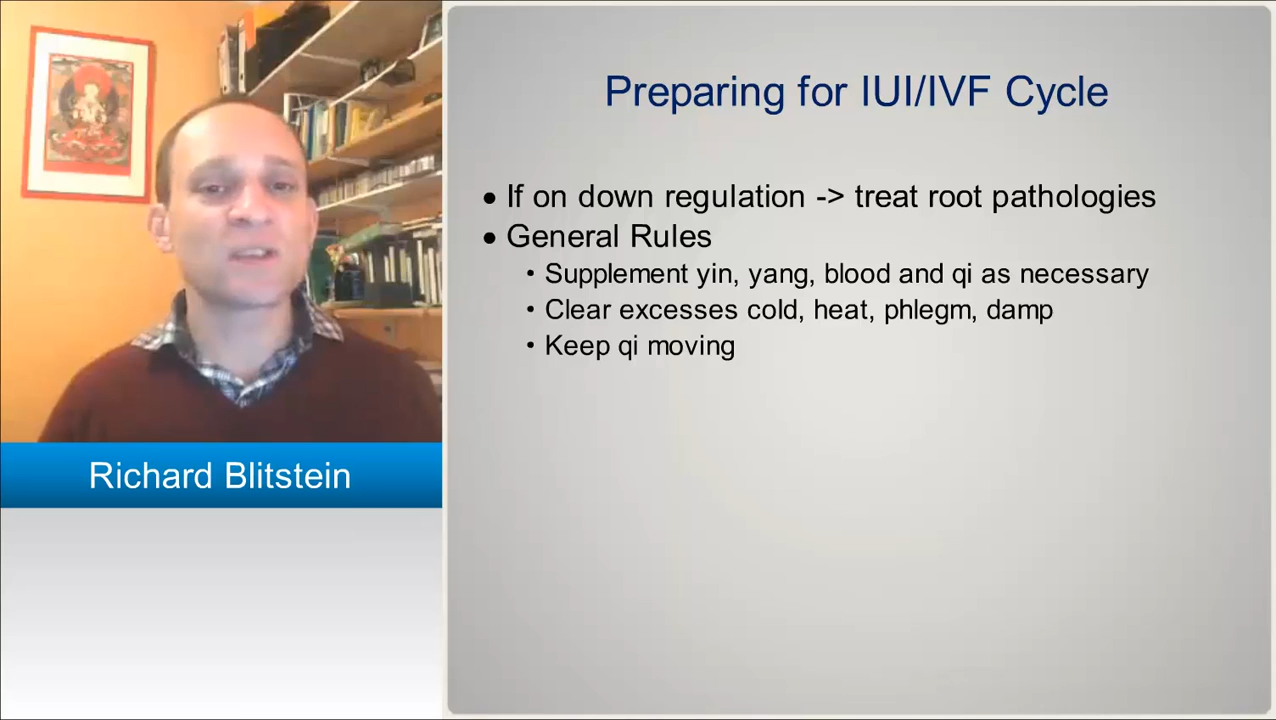 Preparing for IUI/IVF Cycle
• If on down regulation -> treat root pathologies
• General Rules
• Supplement yin, yang, blood and qi as necessary
• Clear excesses cold, heat, phlegm, damp
• Keep qi moving
Richard Blitstein